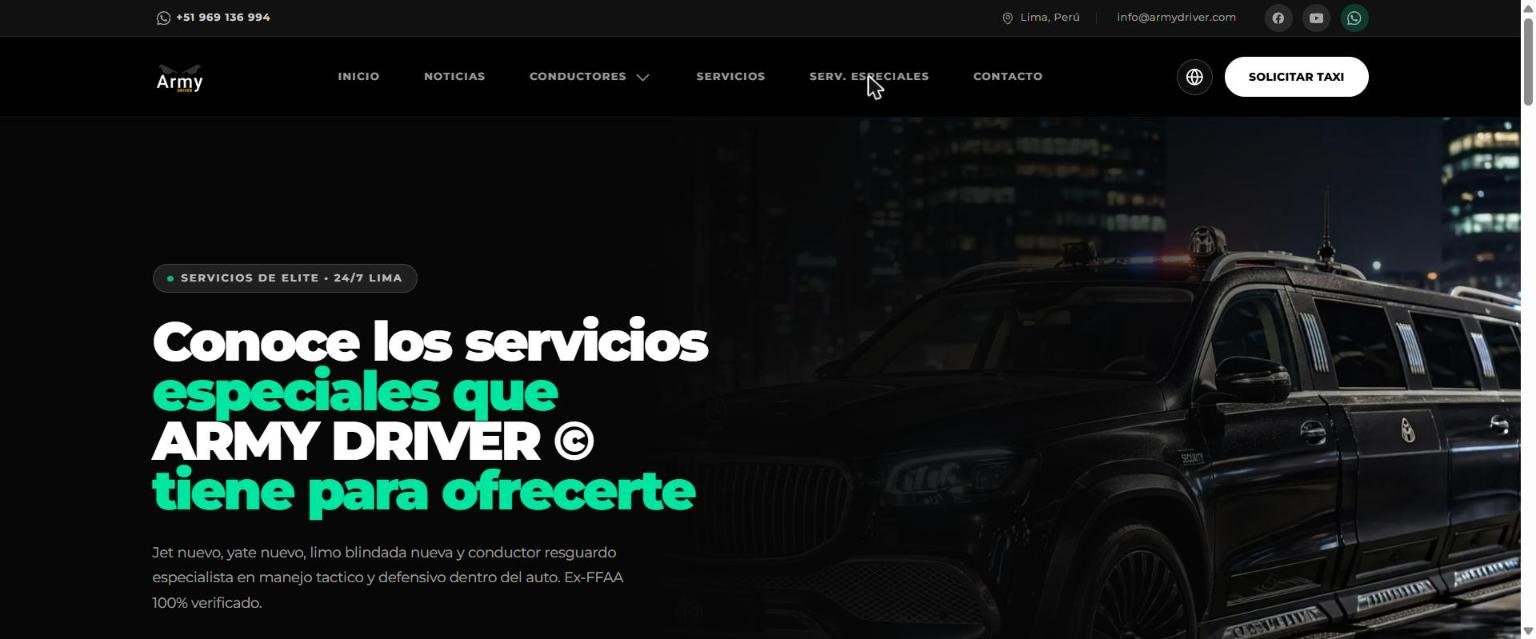 +51 969 136 994
Lima, Perú
info@armydriver.com
Army
DRIVER
INICIO
NOTICIAS
CONDUCTORES
SERVICIOS
SERV. ESPECIALES
CONTACTO
SOLICITAR TAXI
SERVICIOS DE ELITE • 24/7 LIMA
Conoce los servicios
especiales que
ARMY DRIVER ©
tiene para ofrecerte
Jet nuevo, yate nuevo, limo blindada nueva y conductor resguardo
especialista en manejo tactico y defensivo dentro del auto. Ex-FFAA
100% verificado.
SECURITY